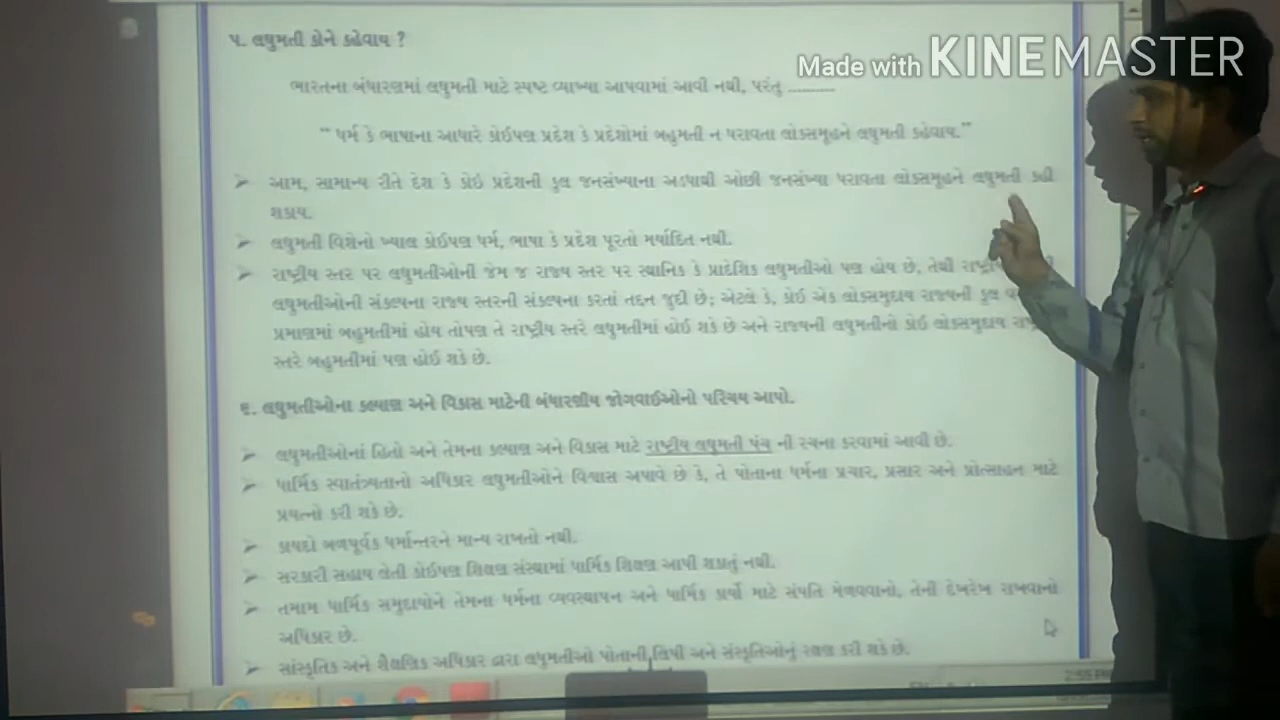 Made with KINEMASTER
૫. લઘુમતી કોને કહેવાય ?
ભારતના બંધારણમાં લઘુમતી માટે સ્પષ્ટ વ્યાખ્યા આપવામાં આવી નથી, પરંતુ ..........
" ધર્મ કે ભાષાના આધારે કોઈપણ પ્રદેશ કે પ્રદેશોમાં બહુમતી ન ધરાવતા લોકસમૂહને લઘુમતી કહેવાય."
➢ આમ, સામાન્ય રીતે દેશ કે કોઇ પ્રદેશની કુલ જનસંખ્યાના અડધાથી ઓછી જનસંખ્યા ધરાવતા લોકસમૂહને લઘુમતી કહી
શકાય.
➢ લઘુમતી વિશેનો ખ્યાલ કોઈપણ ધર્મ, ભાષા કે પ્રદેશ પૂરતો મર્યાદિત નથી.
➢ રાષ્ટ્રીય સ્તર પર લઘુમતીઓની જેમ જ રાજ્ય સ્તર પર સ્થાનિક કે પ્રાદેશિક લઘુમતીઓ પણ હોય છે, તેથી
લઘુમતીઓની સંકલ્પના રાજ્ય સ્તરની સંકલ્પના કરતાં તદ્દન જુદી છે; એટલે કે, કોઈ એક લોકસમુદાય રાજ્યની કુલ
પ્રમાણમાં બહુમતીમાં હોય તોપણ તે રાષ્ટ્રીય સ્તરે લઘુમતીમાં હોઈ શકે છે અને રાજ્યની લઘુમતીનો કોઈ લોકસમુદાય
સ્તરે બહુમતીમાં પણ હોઈ શકે છે.
૬. લઘુમતીઓના કલ્યાણ અને વિકાસ માટેની બંધારણીય જોગવાઈઓનો પરિચય આપો.
➢ લઘુમતીઓનાં હિતો અને તેમના કલ્યાણ અને વિકાસ માટે રાષ્ટ્રીય લઘુમતી પંચ ની રચના કરવામાં આવી છે.
➢ ધાર્મિક સ્વાતંત્ર્યતાનો અધિકાર લઘુમતીઓને વિશ્વાસ અપાવે છે કે, તે પોતાના ધર્મના પ્રચાર, પ્રસાર અને પ્રોત્સાહન માટે
પ્રયત્નો કરી શકે છે.
➢ કાયદો બળપૂર્વક ધર્માન્તરને માન્ય રાખતો નથી.
➢ સરકારી સહાય લેતી કોઈપણ શિક્ષણ સંસ્થામાં ધાર્મિક શિક્ષણ આપી શકાતું નથી.
➢ તમામ ધાર્મિક સમુદાયોને તેમના ધર્મના વ્યવસ્થાપન અને ધાર્મિક કાર્યો માટે સંપતિ મેળવવાનો, તેની દેખરેખ રાખવાનો
અધિકાર છે.
➢ સાંસ્કૃતિક અને શૈક્ષણિક અધિકાર દ્વારા લઘુમતીઓ પોતાની લિપી અને સંસ્કૃતિઓનું રક્ષણ કરી શકે છે.